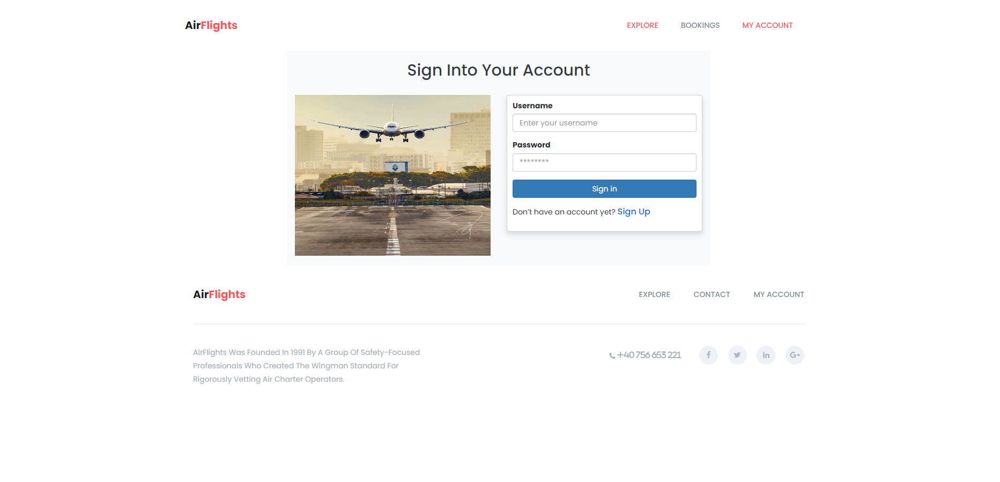 AirFlights
EXPLORE BOOKINGS MY ACCOUNT
Sign Into Your Account
Username
Enter your username
Password
********
Sign in
Don't have an account yet? Sign Up
AirFlights
EXPLORE CONTACT MY ACCOUNT
AirFlights Was Founded In 1991 By A Group Of Safety-Focused
Professionals Who Created The Wingman Standard For
Rigorously Vetting Air Charter Operators.
+40 756 653 221